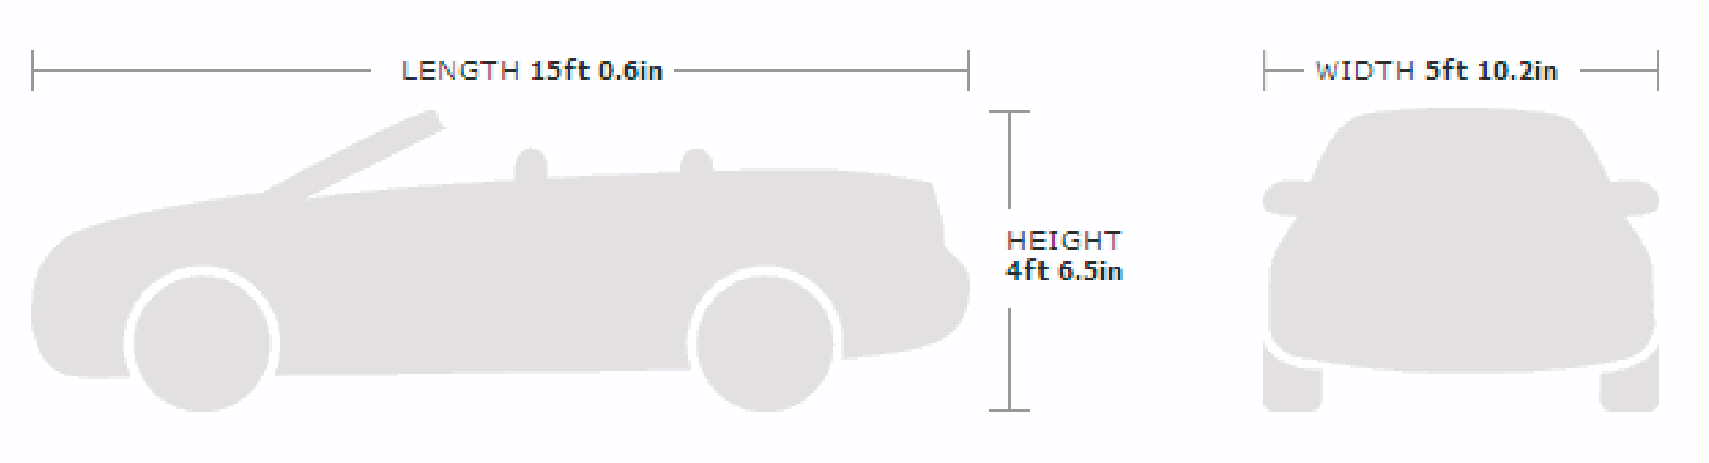 LENGTH 15ft 0.6in
WIDTH 5ft 10.2in
HEIGHT
4ft 6.5in